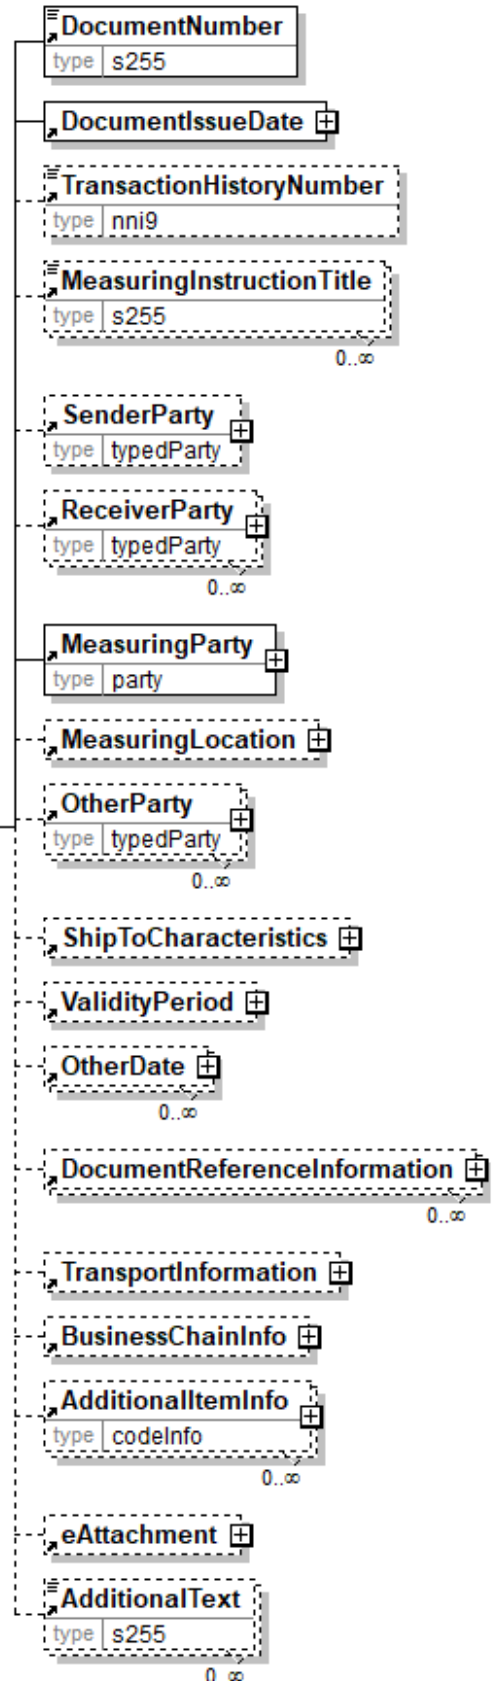 DocumentNumber
type s255
DocumentIssueDate
TransactionHistoryNumber
type nni9
MeasuringInstructionTitle
type s255
0..∞
SenderParty
type typedParty
ReceiverParty
type typedParty
0..∞
MeasuringParty
type party
MeasuringLocation
OtherParty
type typedParty
0..∞
ShipToCharacteristics
ValidityPeriod
OtherDate
0..∞
DocumentReferenceInformation
0..∞
TransportInformation
BusinessChainInfo
AdditionalItemInfo
type codeInfo
0..∞
eAttachment
AdditionalText
type s255
0..∞